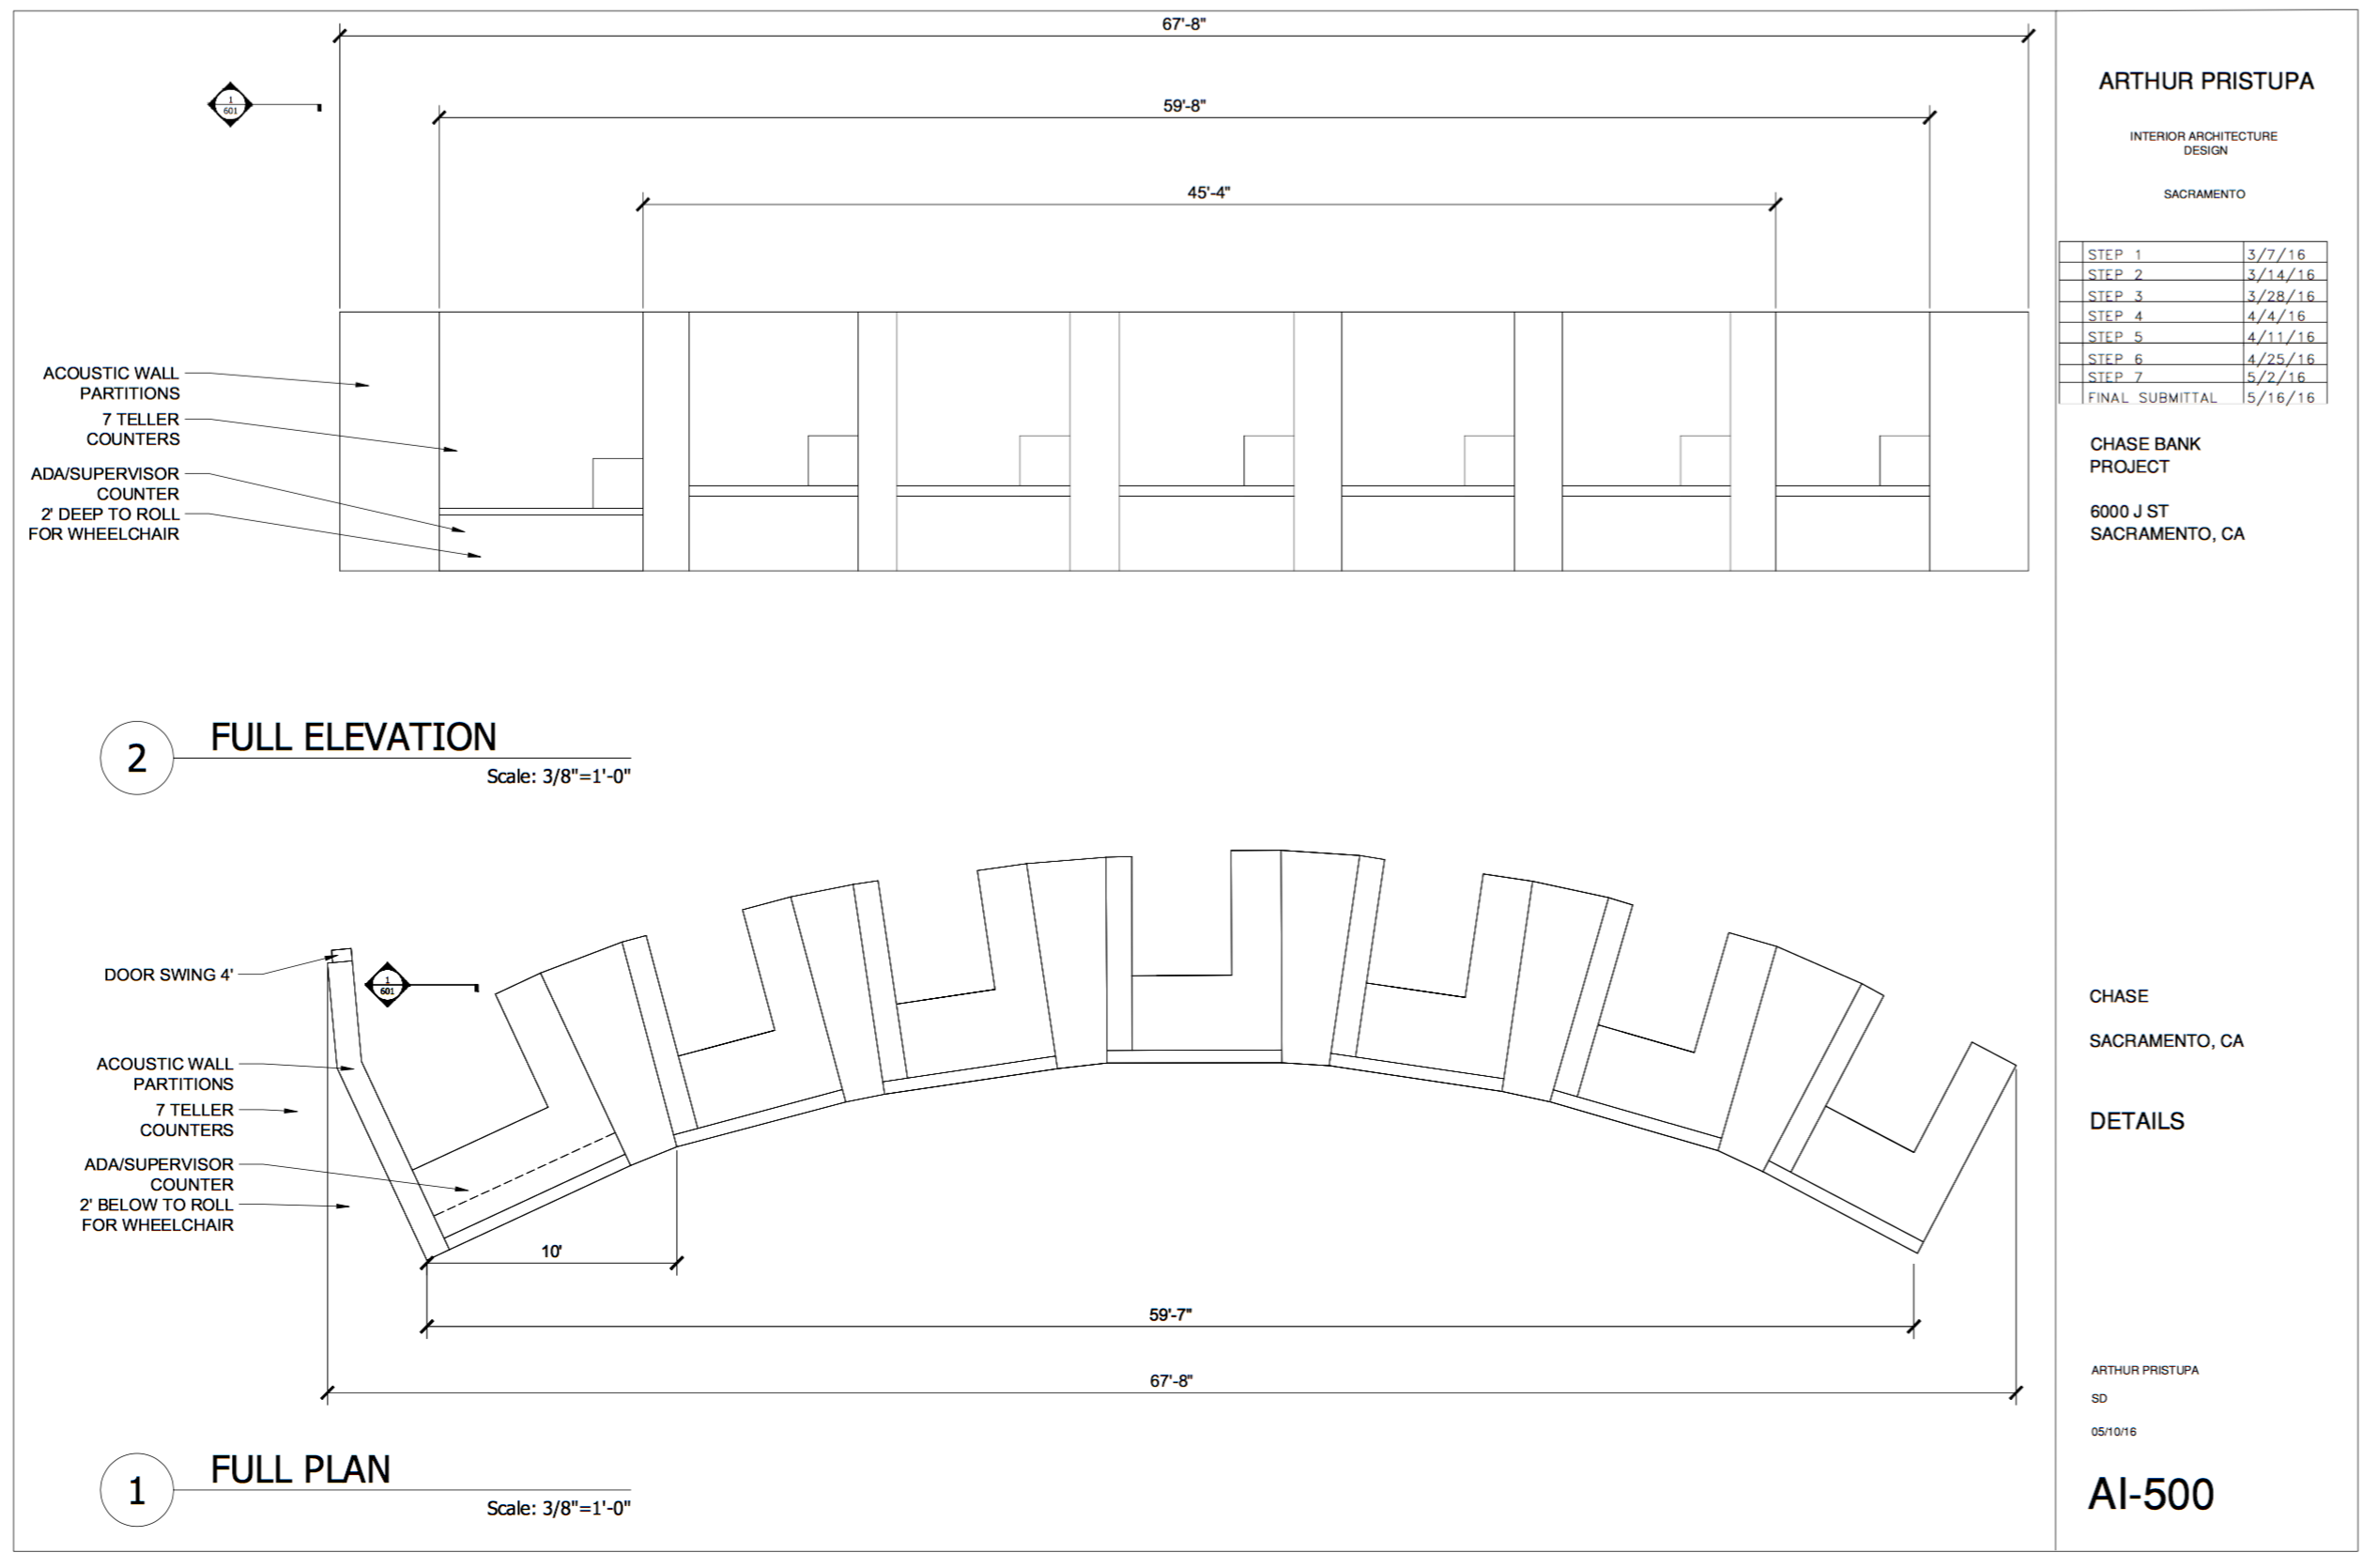 67'-8"
1
601
59'-8"
45'-4"
ACOUSTIC WALL
PARTITIONS
7 TELLER
COUNTERS
ADA/SUPERVISOR
COUNTER
2' DEEP TO ROLL
FOR WHEELCHAIR
2
FULL ELEVATION
Scale: 3/8"=1'-0"
DOOR SWING 4'
1
601
ACOUSTIC WALL
PARTITIONS
7 TELLER
COUNTERS
ADA/SUPERVISOR
COUNTER
2' BELOW TO ROLL
FOR WHEELCHAIR
10'
59'-7"
67'-8"
1
FULL PLAN
Scale: 3/8"=1'-0"
ARTHUR PRISTUPA
INTERIOR ARCHITECTURE
DESIGN
SACRAMENTO
STEP 1 3/7/16
STEP 2 3/14/16
STEP 3 3/28/16
STEP 4 4/4/16
STEP 5 4/11/16
STEP 6 4/25/16
STEP 7 5/2/16
FINAL SUBMITTAL 5/16/16
CHASE BANK
PROJECT
6000 J ST
SACRAMENTO, CA
CHASE
SACRAMENTO, CA
DETAILS
ARTHUR PRISTUPA
SD
05/10/16
AI-500